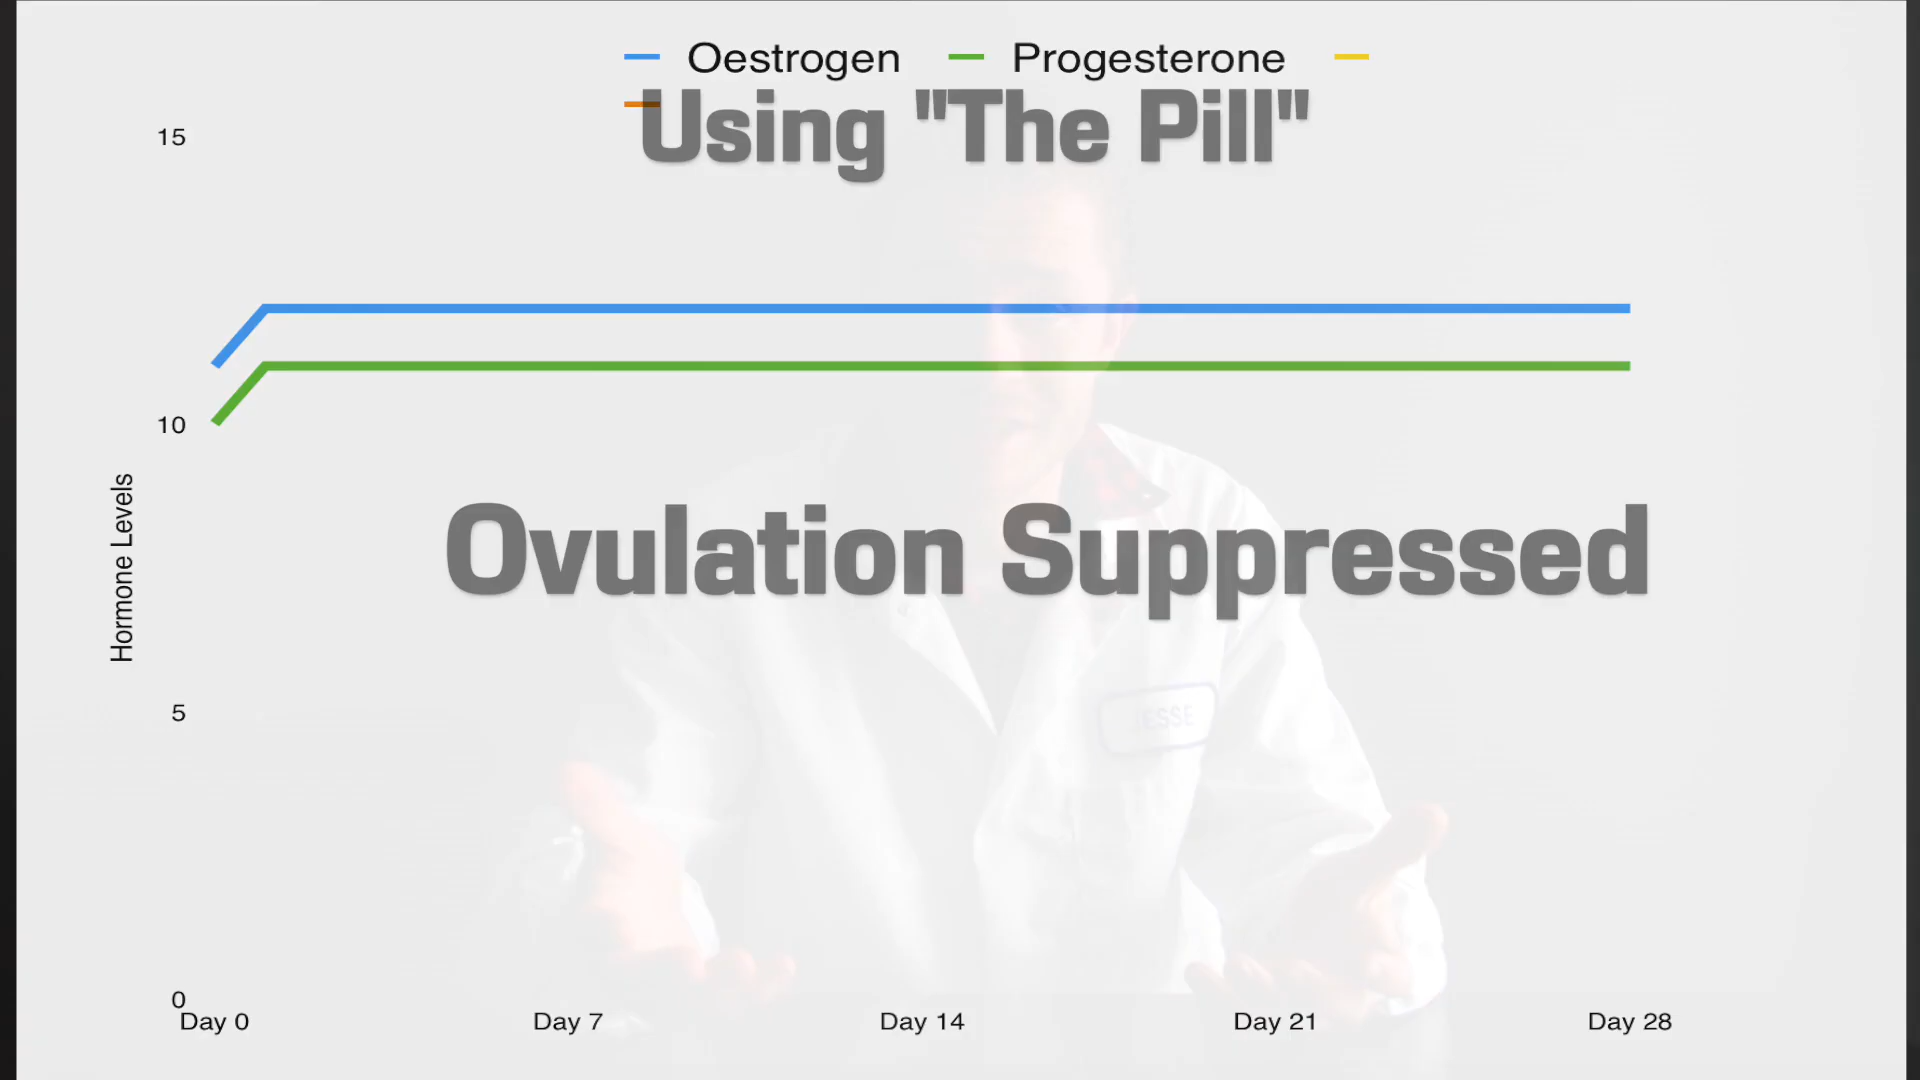 Oestrogen Progesterone
Using "The Pill"
15
10
5
0
Hormone Levels
Ovulation Suppressed
ESSE
Day 0 Day 7 Day 14 Day 21 Day 28